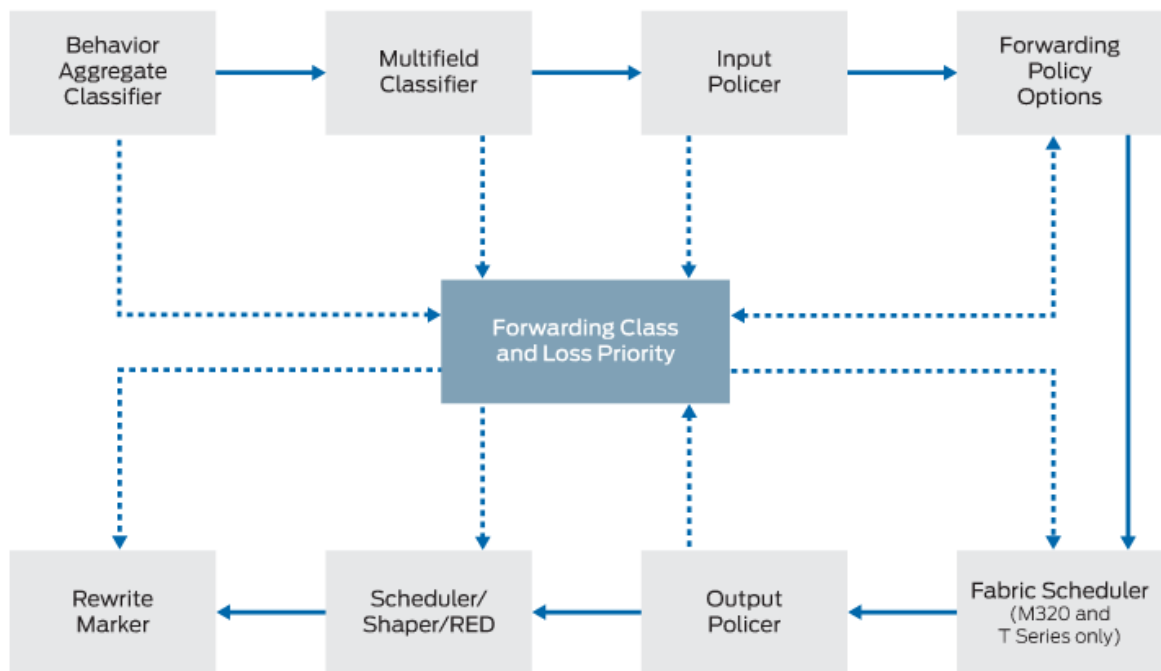 Behavior
Aggregate
Classifier
Multifield
Classifier
Input
Policer
Forwarding
Policy
Options
Forwarding Class
and Loss Priority
Rewrite
Marker
Scheduler/
Shaper/RED
Output
Policer
Fabric Scheduler
(M320 and
T Series only)